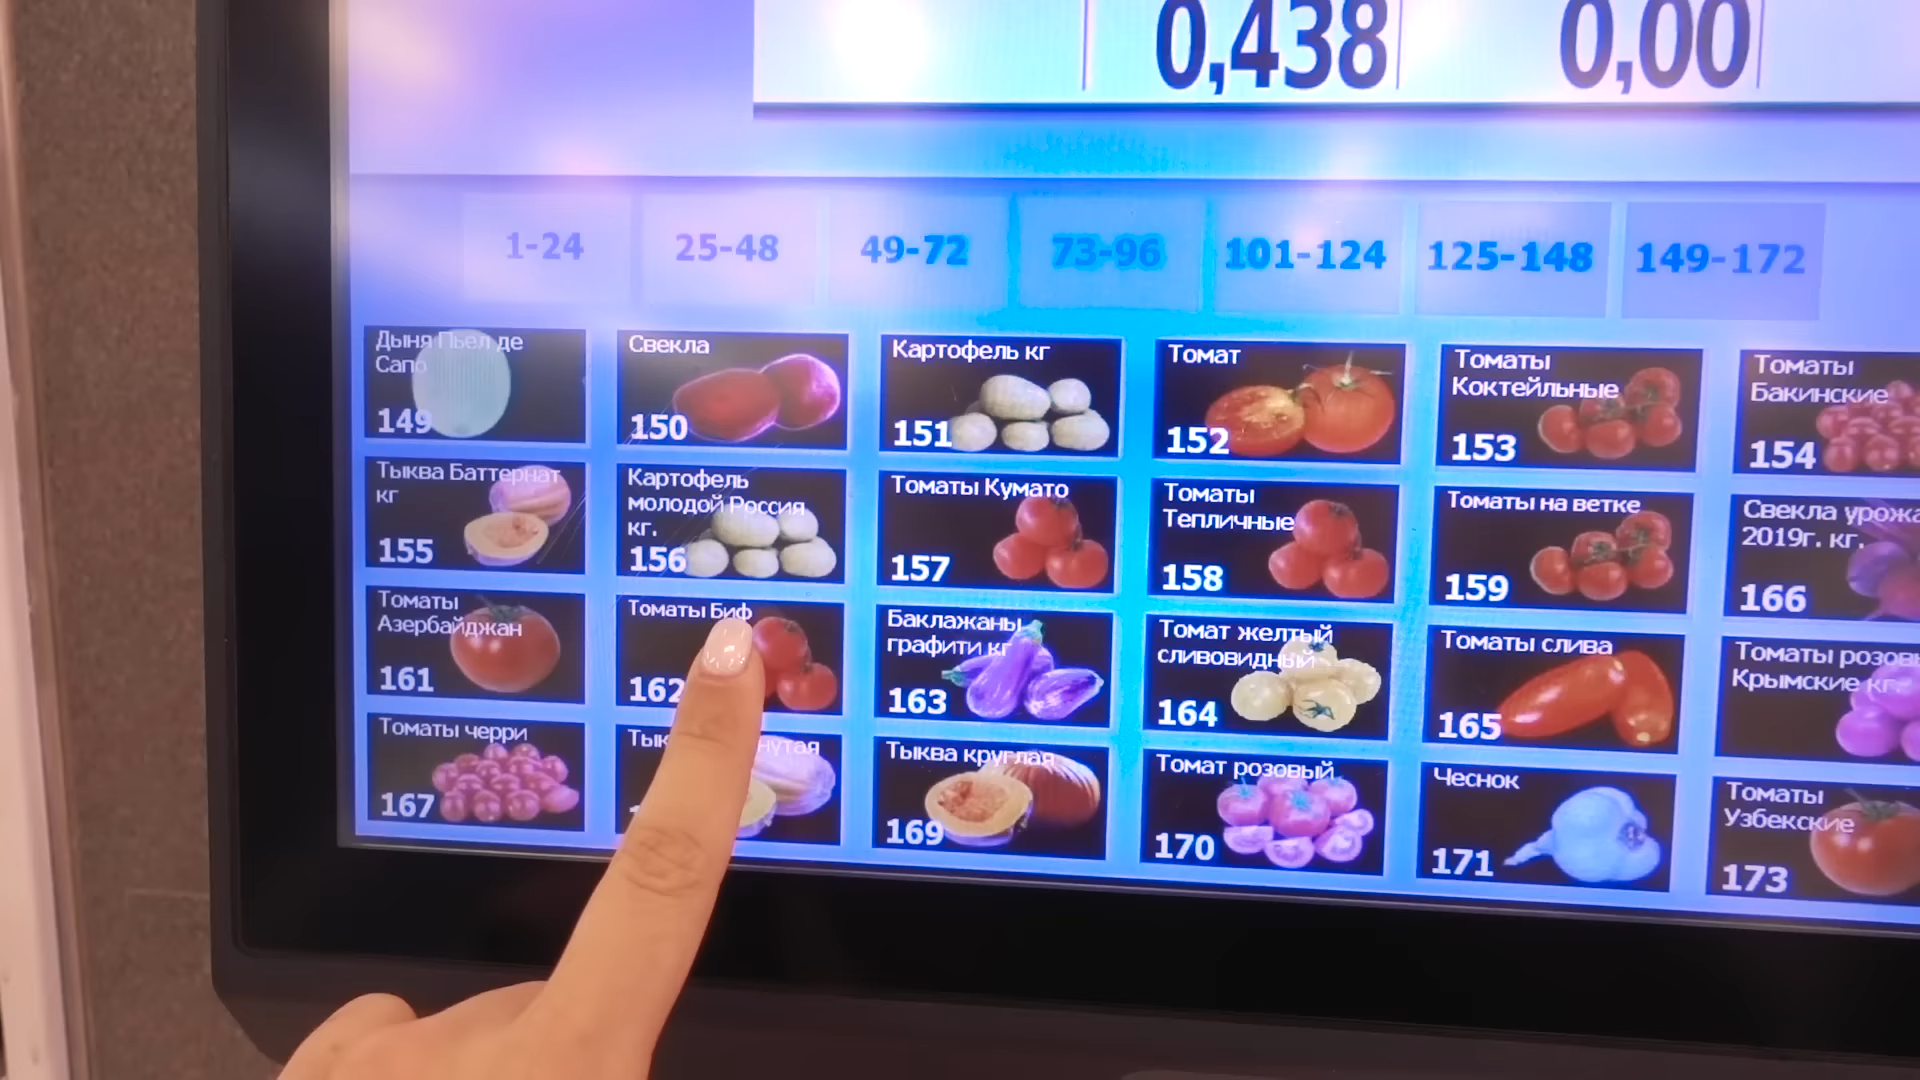 0,438 0,00
1-24 25-48 49-72 73-96 101-124 125-148 149-172
Дыня Пьел де
Сапо
149
Свекла
150
Картофель кг
151
Томат
152
Томаты
Коктейльные
153
Томаты
Бакинские
154
Тыква Баттернат
кг
155
Картофель
молодой Россия
кг.
156
Томаты Кумато
157
Томаты
Тепличные
158
Томаты на ветке
159
Свекла
2019г. кг.
166
Томаты
Азербайджан
161
Томаты Биф
162
Баклажаны
графити кг
163
Томат желтый
сливовидный
164
Томаты слива
165
Томаты
Крымские кг.
Томаты черри
167
Тыква круглая
169
Томат розовый
170
Чеснок
171
Томаты
Узбекские
173